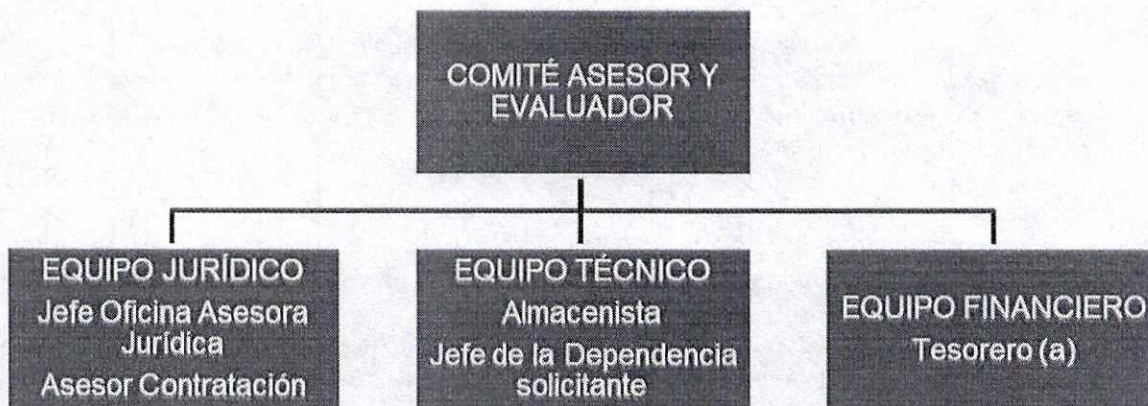 COMITÉ ASESOR Y
EVALUADOR
EQUIPO JURÍDICO
Jefe Oficina Asesora
Jurídica
Asesor Contratación
EQUIPO TÉCNICO
Almacenista
Jefe de la Dependencia
solicitante
EQUIPO FINANCIERO
Tesorero (a)